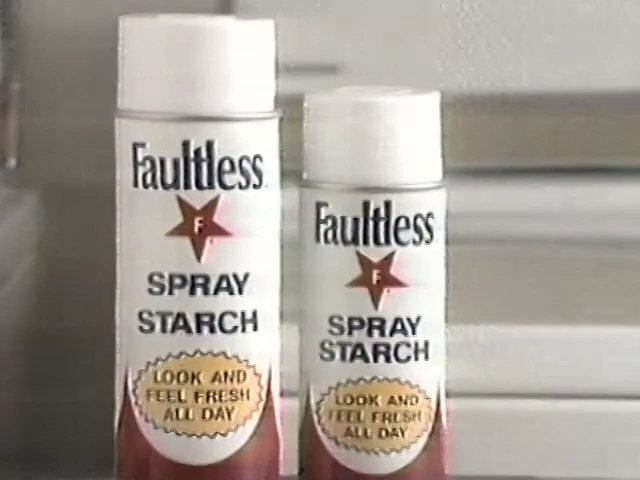 Faultless
F
SPRAY
STARCH
LOOK AND
FEEL FRESH
ALL DAY
Faultless
F
SPRAY
STARCH
LOOK AND
FEEL FRESH
ALL DAY